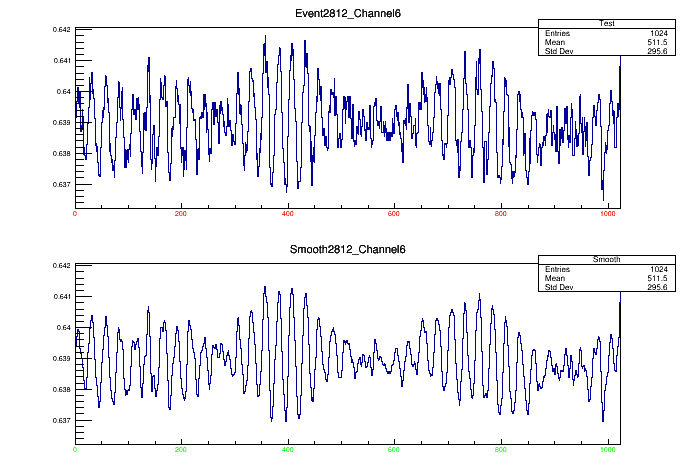 Event2812_Channel6
Test
Entries 1024
Mean 511.5
Std Dev 295.6
0.642
0.641
0.64
0.639
0.638
0.637
0 200 400 600 800 1000
Smooth2812_Channel6
Smooth
Entries 1024
Mean 511.5
Std Dev 295.6
0.642
0.641
0.64
0.639
0.638
0.637
0 200 400 600 800 1000